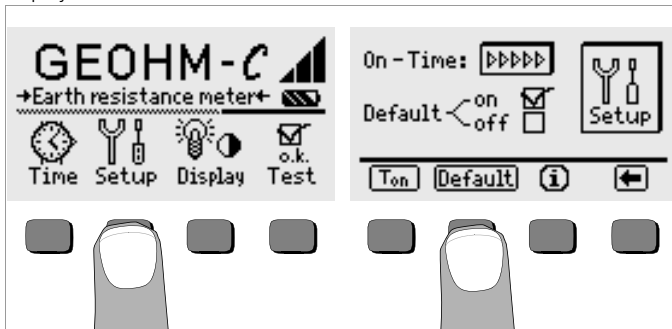 GEOHM-C
→Earth resistance meter←
Time Setup Display o.k. Test
On-Time: ▷▷▷▷▷
Default on
off
Setup
Ton Default i